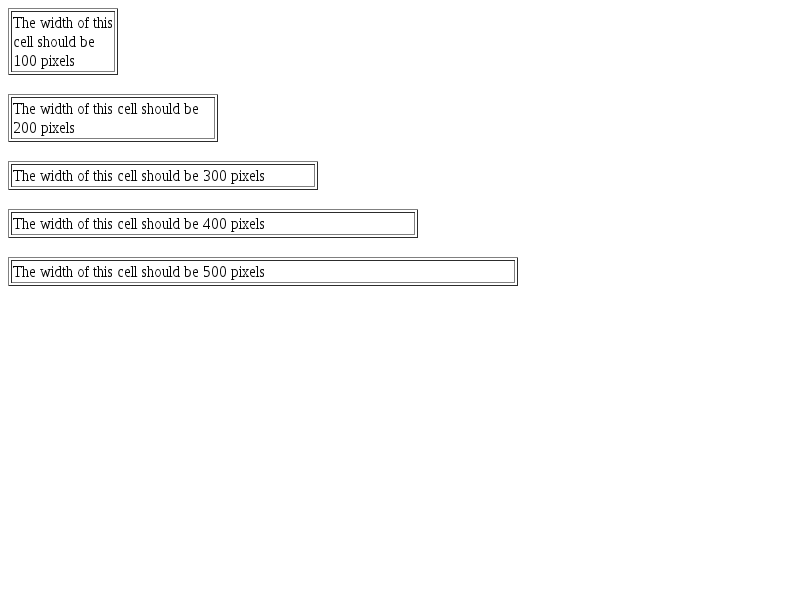 The width of this
cell should be
100 pixels
The width of this cell should be
200 pixels
The width of this cell should be 300 pixels
The width of this cell should be 400 pixels
The width of this cell should be 500 pixels